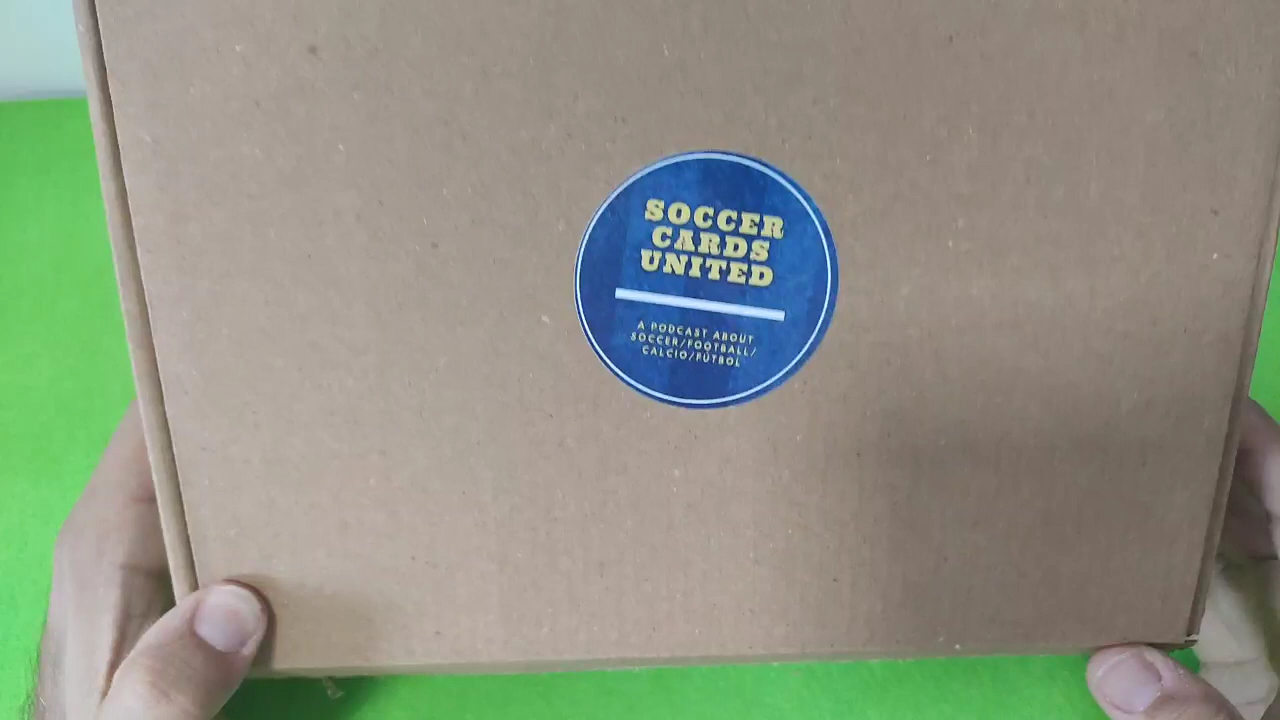 SOCCER
CARDS
UNITED
A PODCAST ABOUT
SOCCER/FOOTBALL/
CALCIO/FÚTBOL